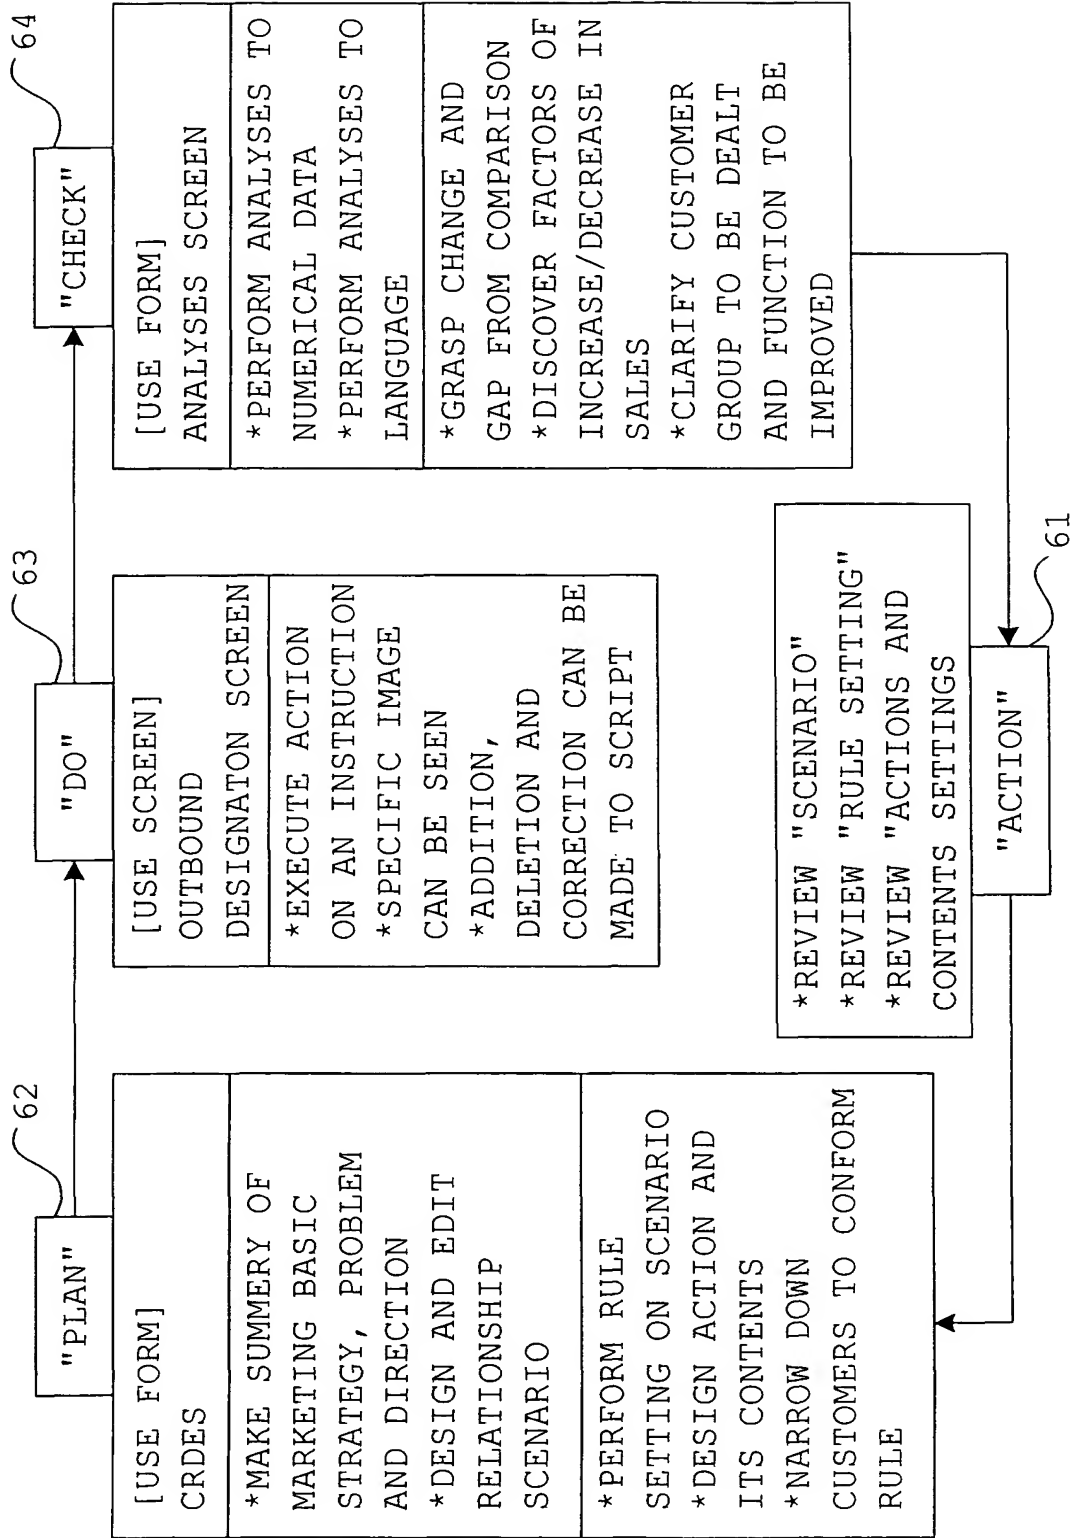 62
"PLAN"
[USE FORM]
CRDES
*MAKE SUMMERY OF
MARKETING BASIC
STRATEGY, PROBLEM
AND DIRECTION
*DESIGN AND EDIT
RELATIONSHIP
SCENARIO
*PERFORM RULE
SETTING ON SCENARIO
*DESIGN ACTION AND
ITS CONTENTS
*NARROW DOWN
CUSTOMERS TO CONFORM
RULE
63
"DO"
[USE SCREEN]
OUTBOUND
DESIGNATON SCREEN
*EXECUTE ACTION
ON AN INSTRUCTION
*SPECIFIC IMAGE
CAN BE SEEN
*ADDITION,
DELETION AND
CORRECTION CAN BE
MADE TO SCRIPT
64
"CHECK"
[USE FORM]
ANALYSES SCREEN
*PERFORM ANALYSES TO
NUMERICAL DATA
*PERFORM ANALYSES TO
LANGUAGE
*GRASP CHANGE AND
GAP FROM COMPARISON
*DISCOVER FACTORS OF
INCREASE/DECREASE IN
SALES
*CLARIFY CUSTOMER
GROUP TO BE DEALT
AND FUNCTION TO BE
IMPROVED
*REVIEW "SCENARIO"
*REVIEW "RULE SETTING"
*REVIEW "ACTIONS AND
CONTENTS SETTINGS
"ACTION"
61